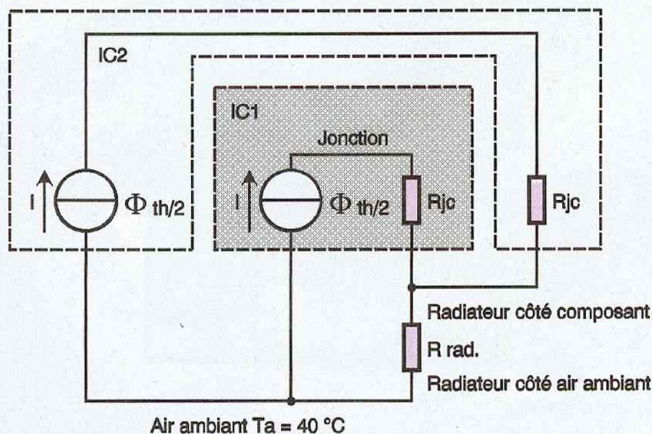 IC2
IC1
Jonction
I
Φ th/2
I
Φ th/2
Rjc
Rjc
Radiateur côté composant
R rad.
Radiateur côté air ambiant
Air ambiant Ta = 40 °C